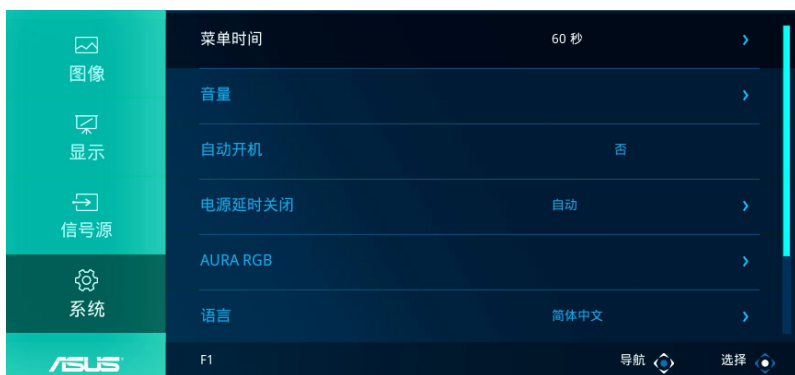 图像
显示
信号源
系统
ASUS
菜单时间 60 秒
音量
自动开机 否
电源延时关闭 自动
AURA RGB
语言 简体中文
F1 导航 选择